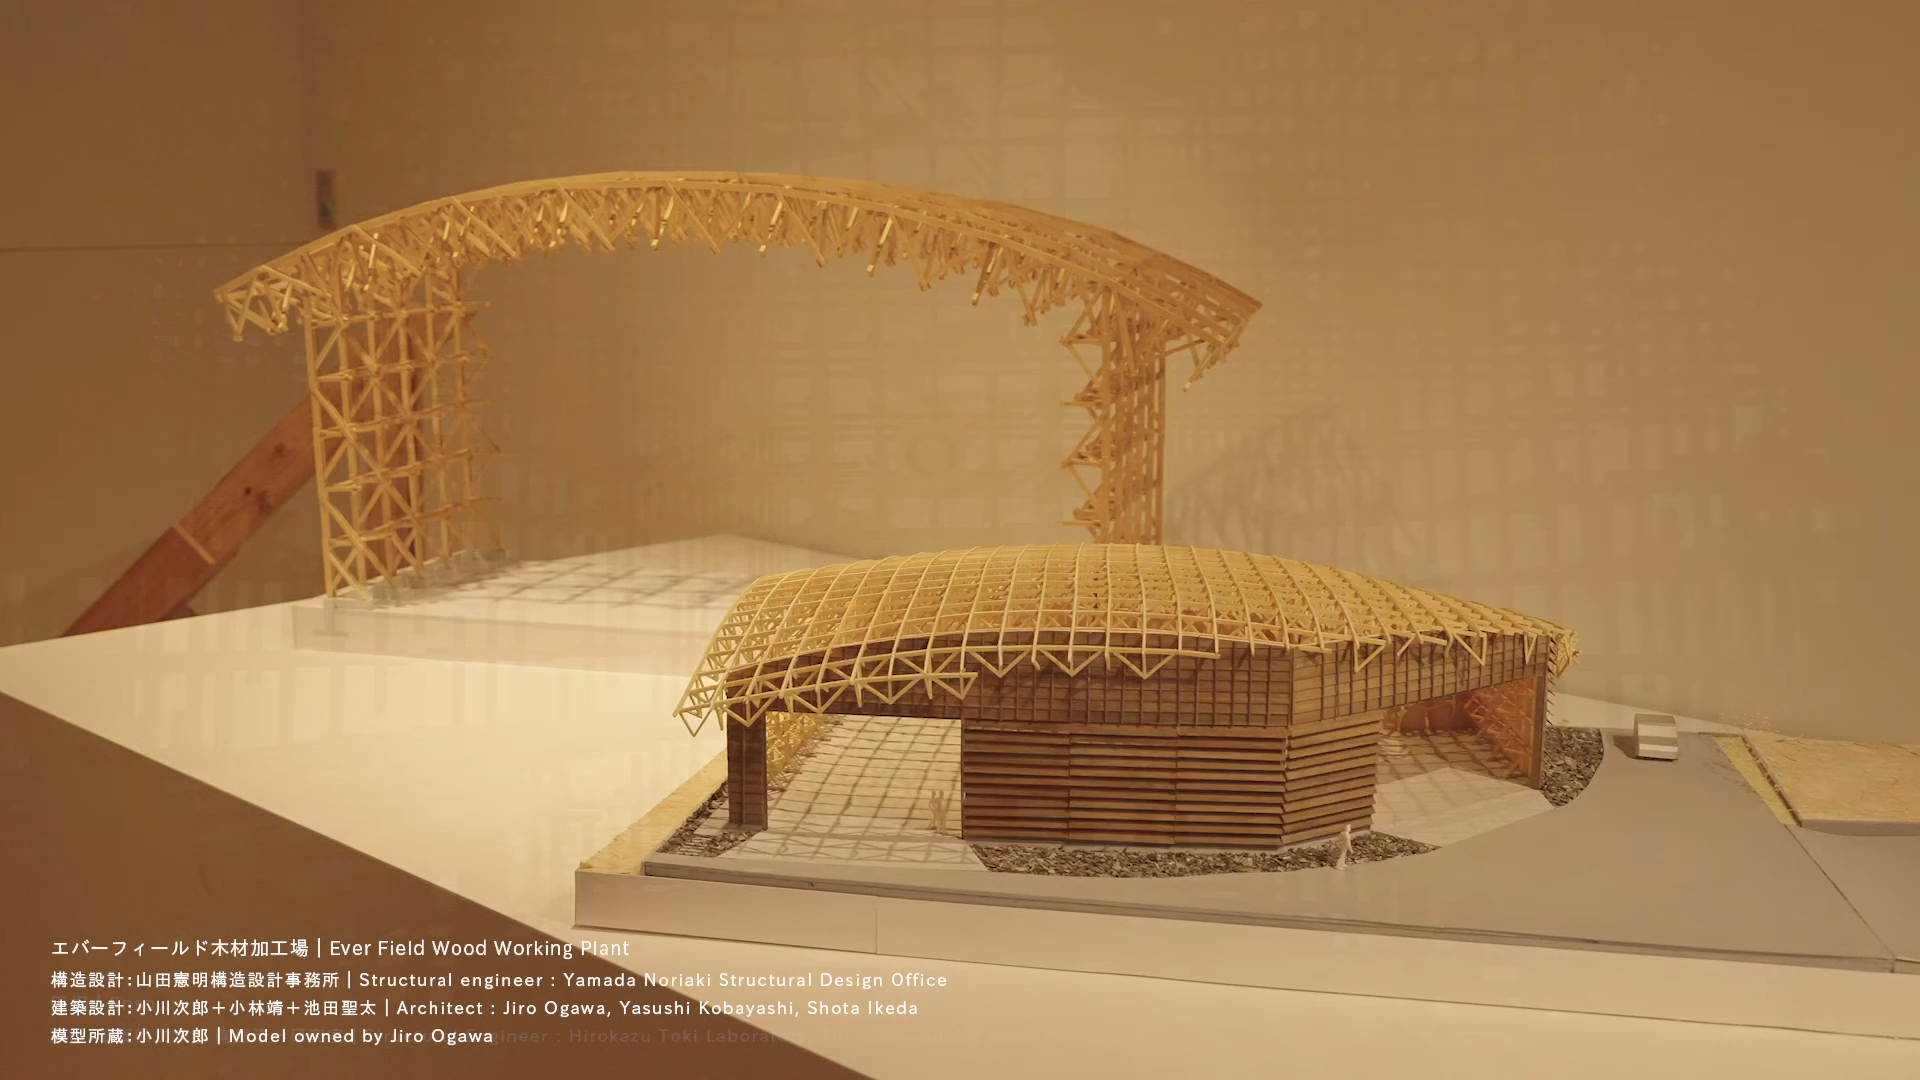 エバーフィールド木材加工場 | Ever Field Wood Working Plant
構造設計:山田憲明構造設計事務所 | Structural engineer : Yamada Noriaki Structural Design Office
建築設計:小川次郎＋小林靖＋池田聖太 | Architect : Jiro Ogawa, Yasushi Kobayashi, Shota Ikeda
模型所蔵:小川次郎 | Model owned by Jiro Ogawa
Engineer : Hirokazu Toki